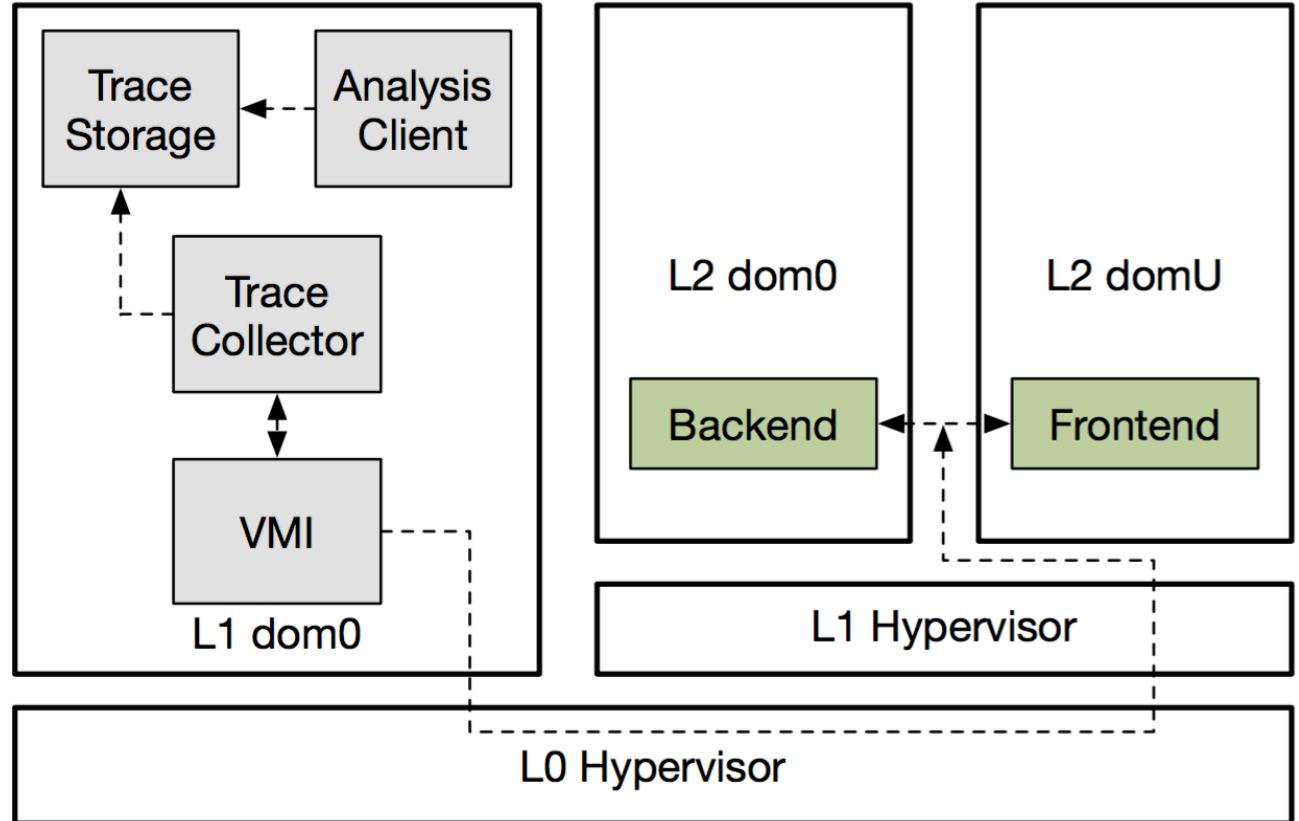 Trace
Storage
Analysis
Client
Trace
Collector
VMI
L1 dom0
L2 dom0
L2 domU
Backend
Frontend
L1 Hypervisor
L0 Hypervisor